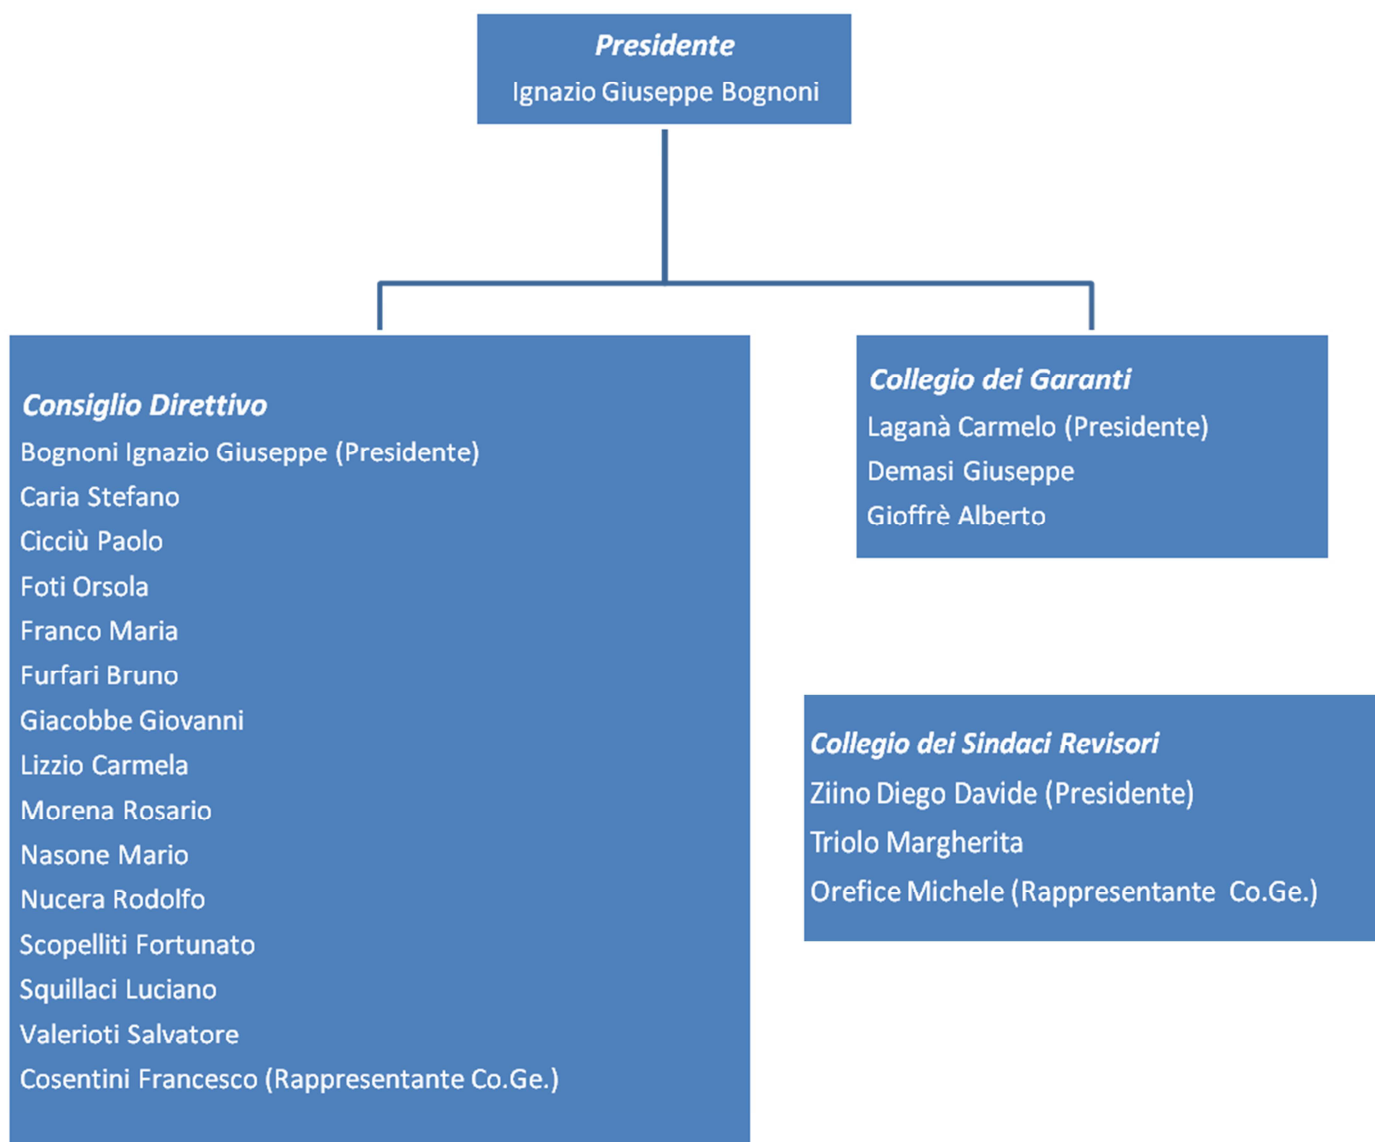 Presidente
Ignazio Giuseppe Bognoni
Consiglio Direttivo
Bognoni Ignazio Giuseppe (Presidente)
Caria Stefano
Cicciù Paolo
Foti Orsola
Franco Maria
Furfari Bruno
Giacobbe Giovanni
Lizzio Carmela
Morena Rosario
Nasone Mario
Nucera Rodolfo
Scopelliti Fortunato
Squillaci Luciano
Valerioti Salvatore
Cosentini Francesco (Rappresentante Co.Ge.)
Collegio dei Garanti
Laganà Carmelo (Presidente)
Demasi Giuseppe
Gioffrè Alberto
Collegio dei Sindaci Revisori
Ziino Diego Davide (Presidente)
Triolo Margherita
Orefice Michele (Rappresentante Co.Ge.)